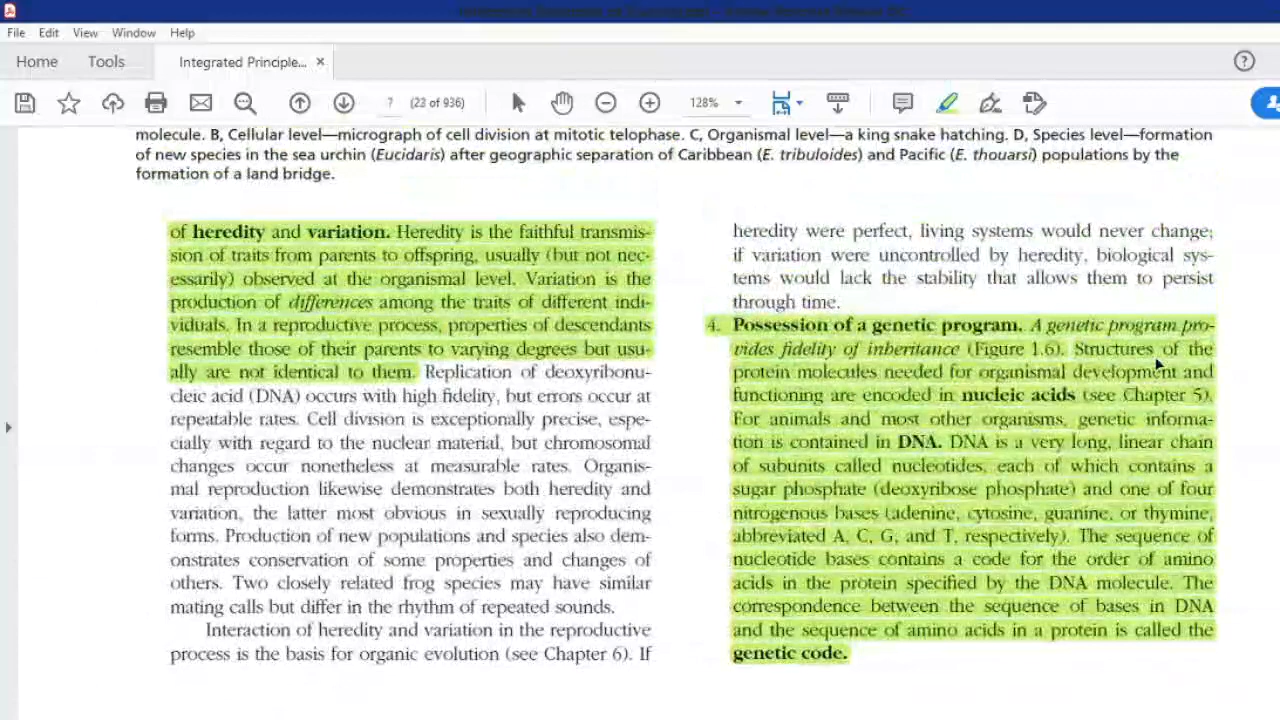 File Edit View Window Help
Home Tools Integrated Principle... ×
7 (23 of 936) 128%
molecule. B, Cellular level—micrograph of cell division at mitotic telophase. C, Organismal level—a king snake hatching. D, Species level—formation
of new species in the sea urchin (Eucidaris) after geographic separation of Caribbean (E. tribuloides) and Pacific (E. thouarsi) populations by the
formation of a land bridge.
of heredity and variation. Heredity is the faithful transmis-
sion of traits from parents to offspring, usually (but not nec-
essarily) observed at the organismal level. Variation is the
production of differences among the traits of different indi-
viduals. In a reproductive process, properties of descendants
resemble those of their parents to varying degrees but usu-
ally are not identical to them. Replication of deoxyribonu-
cleic acid (DNA) occurs with high fidelity, but errors occur at
repeatable rates. Cell division is exceptionally precise, espe-
cially with regard to the nuclear material, but chromosomal
changes occur nonetheless at measurable rates. Organis-
mal reproduction likewise demonstrates both heredity and
variation, the latter most obvious in sexually reproducing
forms. Production of new populations and species also dem-
onstrates conservation of some properties and changes of
others. Two closely related frog species may have similar
mating calls but differ in the rhythm of repeated sounds.
Interaction of heredity and variation in the reproductive
process is the basis for organic evolution (see Chapter 6). If
heredity were perfect, living systems would never change;
if variation were uncontrolled by heredity, biological sys-
tems would lack the stability that allows them to persist
through time.
4. Possession of a genetic program. A genetic program pro-
vides fidelity of inheritance (Figure 1.6). Structures of the
protein molecules needed for organismal development and
functioning are encoded in nucleic acids (see Chapter 5).
For animals and most other organisms, genetic informa-
tion is contained in DNA. DNA is a very long, linear chain
of subunits called nucleotides, each of which contains a
sugar phosphate (deoxyribose phosphate) and one of four
nitrogenous bases (adenine, cytosine, guanine, or thymine,
abbreviated A, C, G, and T, respectively). The sequence of
nucleotide bases contains a code for the order of amino
acids in the protein specified by the DNA molecule. The
correspondence between the sequence of bases in DNA
and the sequence of amino acids in a protein is called the
genetic code.